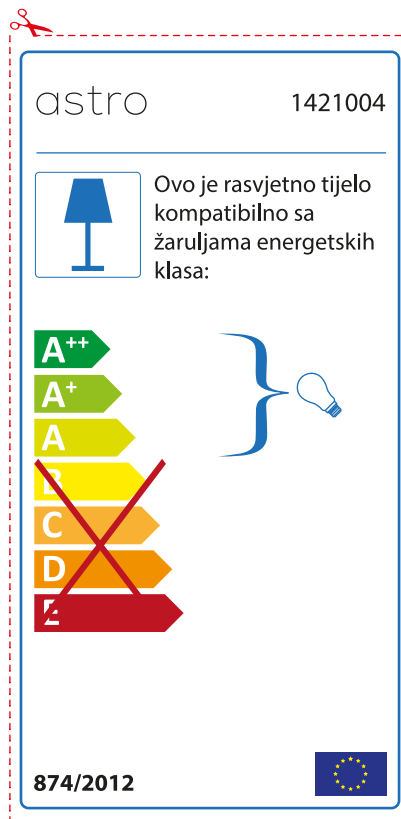 astro
1421004
Ovo je rasvjetno tijelo
kompatibilno sa
žaruljama energetskih
klasa:
A++
A+
A
B
C
D
E
874/2012